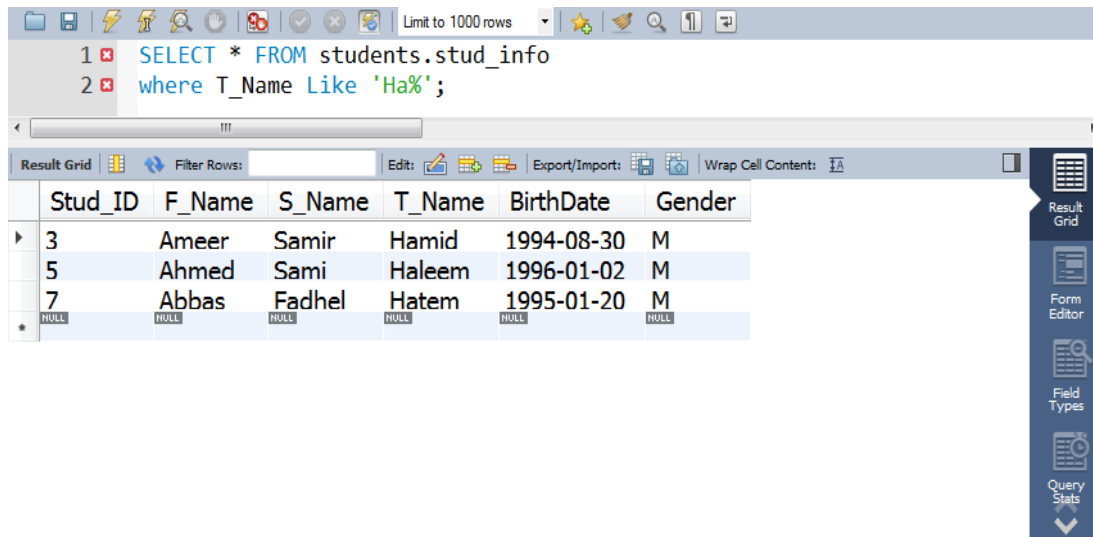 Limit to 1000 rows
1 SELECT * FROM students.stud_info
2 where T_Name Like 'Ha%';
Result Grid Filter Rows: Edit: Export/Import: Wrap Cell Content: IA
Stud_ID F_Name S_Name T_Name BirthDate Gender
3 Ameer Samir Hamid 1994-08-30 M
5 Ahmed Sami Haleem 1996-01-02 M
7 Abbas Fadhel Hatem 1995-01-20 M
* NULL NULL NULL NULL NULL NULL
Result
Grid
Form
Editor
Field
Types
Query
Stats